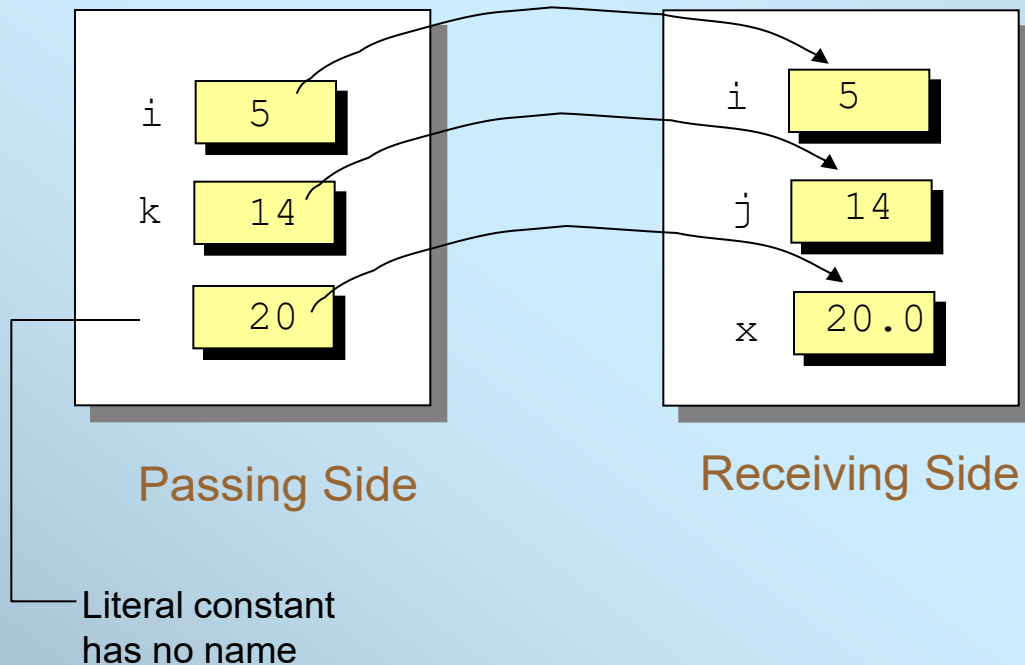 i 5
k 14
20
Passing Side
i 5
j 14
x 20.0
Receiving Side
Literal constant
has no name